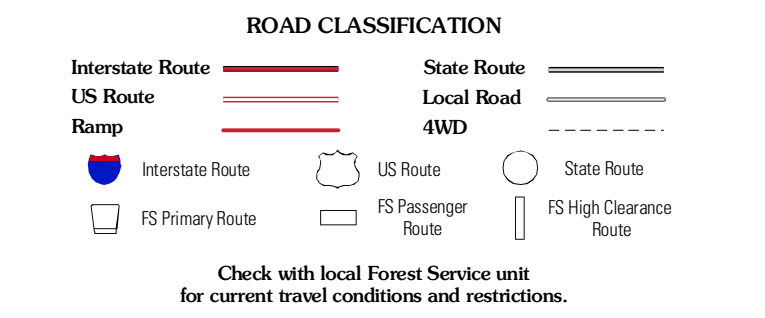 ROAD CLASSIFICATION
Interstate Route
State Route
US Route
Local Road
Ramp
4WD
Interstate Route
US Route
State Route
FS Primary Route
FS Passenger
Route
FS High Clearance
Route
Check with local Forest Service unit
for current travel conditions and restrictions.